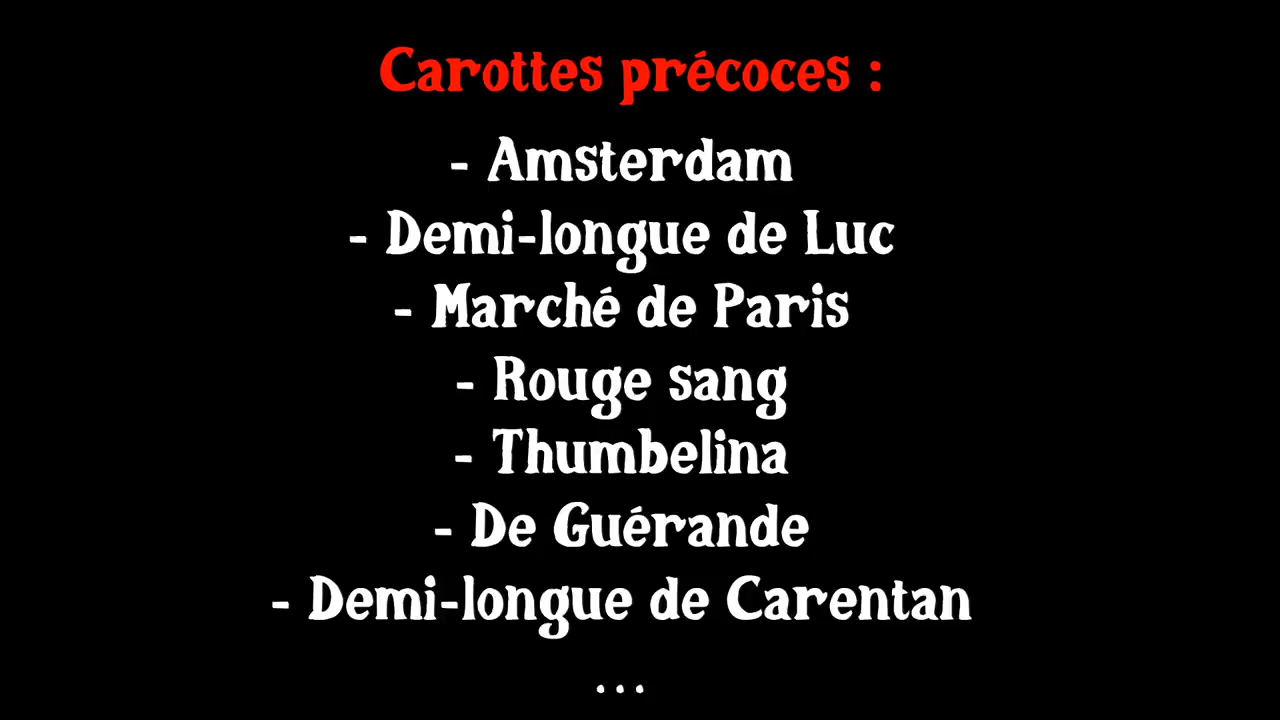 Carottes précoces :
- Amsterdam
- Demi-longue de Luc
- Marché de Paris
- Rouge sang
- Thumbelina
- De Guérande
- Demi-longue de Carentan
...